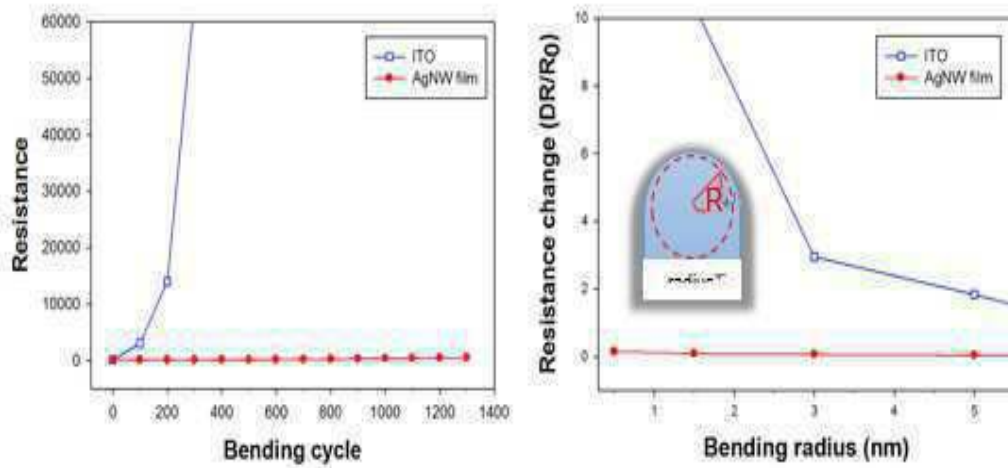 Resistance
60000
50000
40000
30000
20000
10000
0
0 200 400 600 800 1000 1200 1400
Bending cycle
ITO
AgNW film
Resistance change (DR/R0)
10
8
6
4
2
0
1 2 3 4 5
Bending radius (nm)
ITO
AgNW film
R